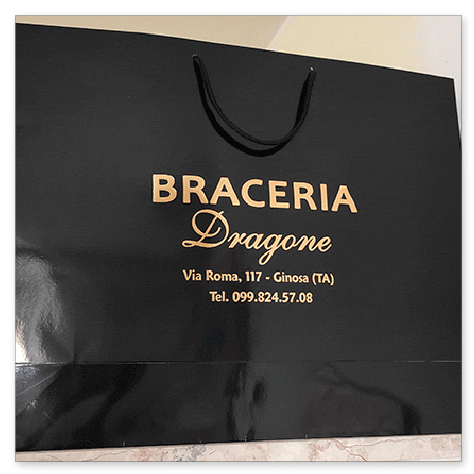 BRACERIA
Dragone
Via Roma, 117 - Ginosa (TA)
Tel. 099.824.57.08